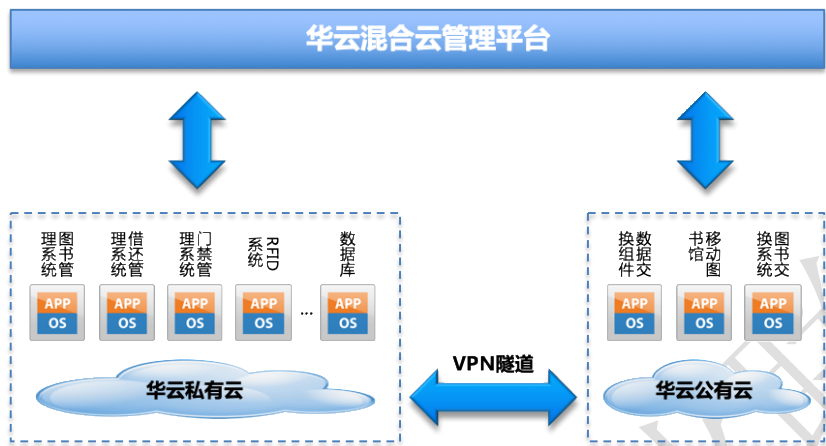 华云混合云管理平台
图书管
理系统
借还管
理系统
门禁管
理系统
RFID
系统
数据库
数据交
换组件
移动图
书馆
图书交
换系统
APP
OS
APP
OS
APP
OS
APP
OS
...
APP
OS
APP
OS
APP
OS
APP
OS
华云私有云
VPN隧道
华云公有云